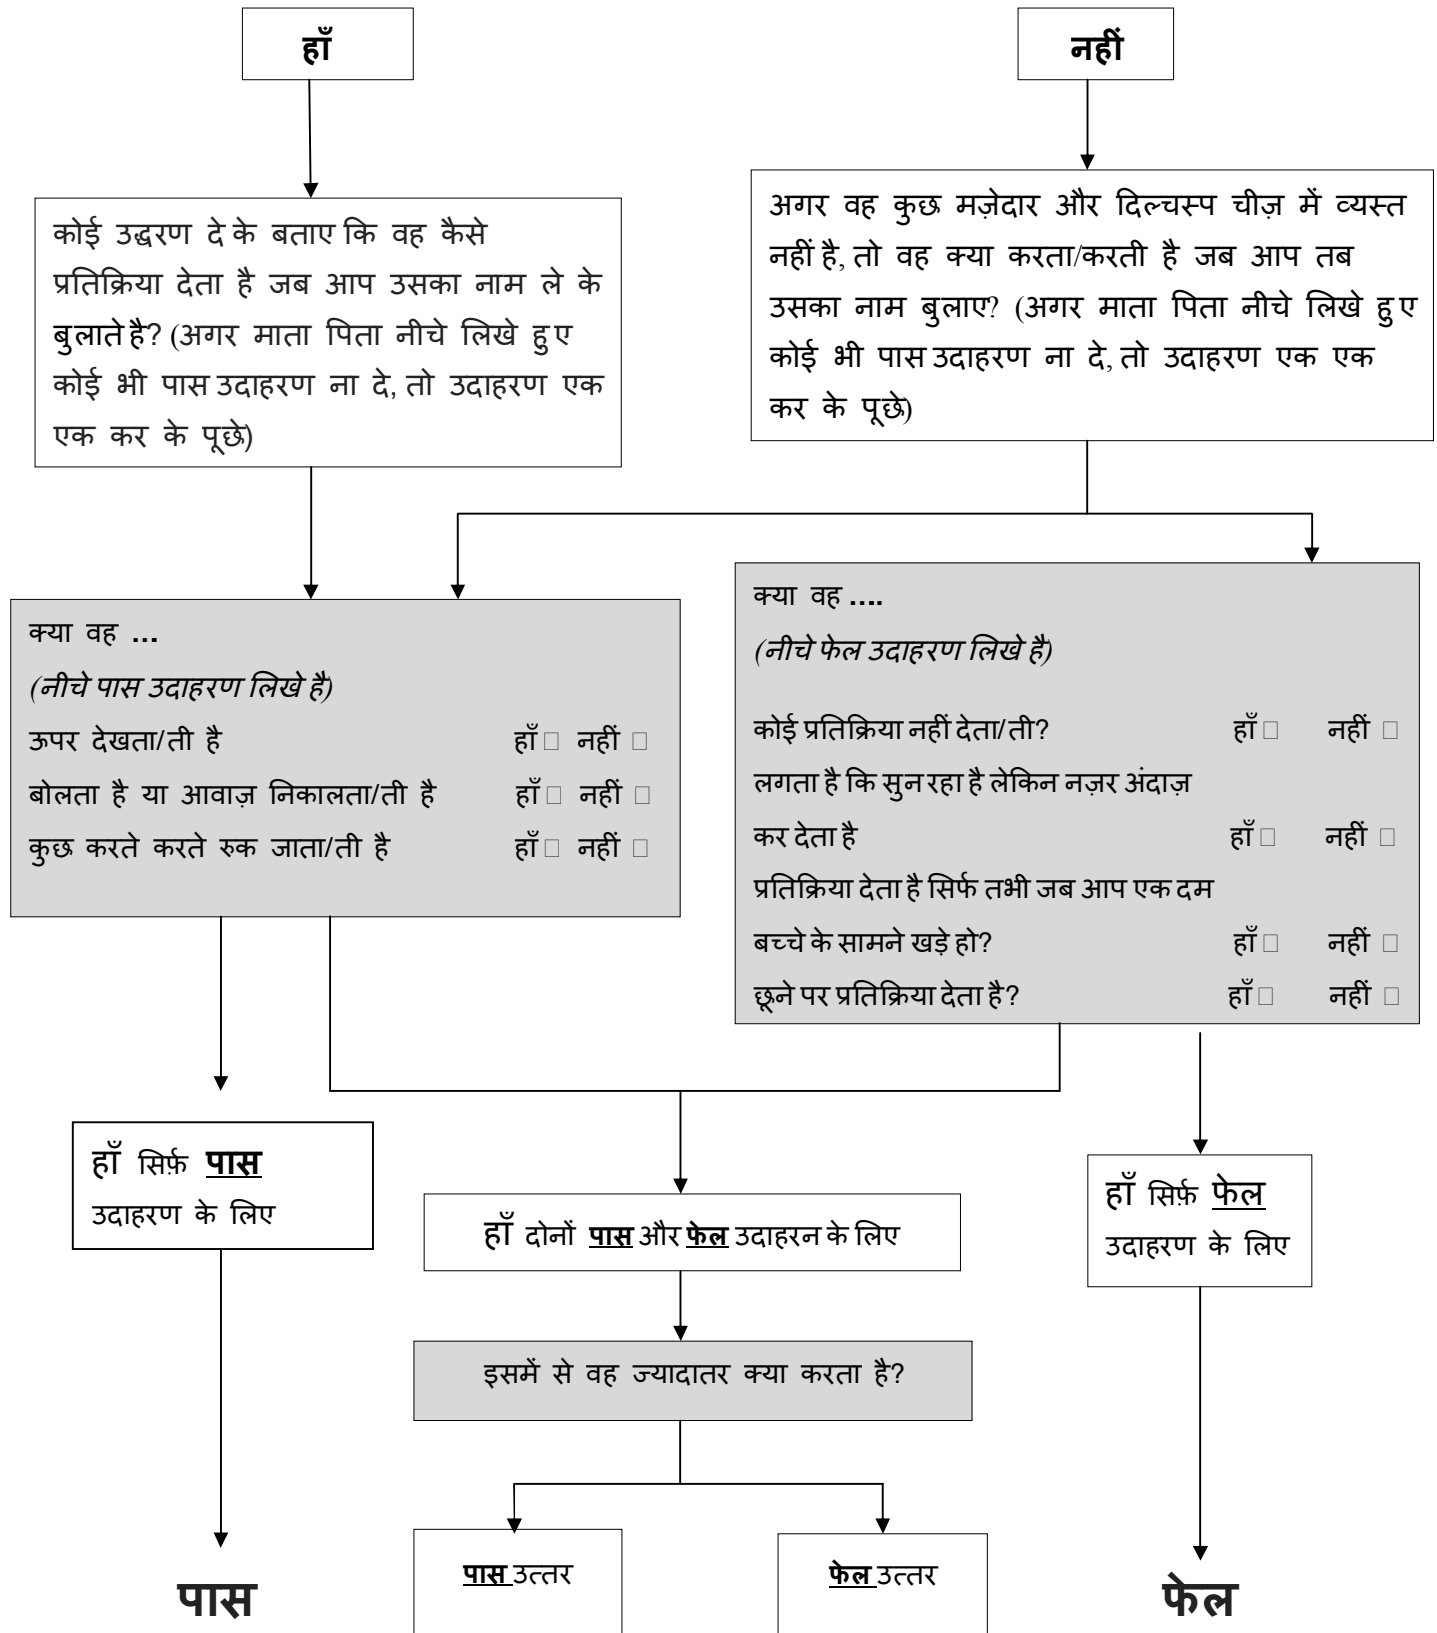 हाँ
नहीं
कोई उद्धरण दे के बताए कि वह कैसे
प्रतिक्रिया देता है जब आप उसका नाम ले के
बुलाते है? (अगर माता पिता नीचे लिखे हुए
कोई भी पास उदाहरण ना दे, तो उदाहरण एक
एक कर के पूछे)
अगर वह कुछ मज़ेदार और दिल्चस्प चीज़ में व्यस्त
नहीं है, तो वह क्या करता/करती है जब आप तब
उसका नाम बुलाए? (अगर माता पिता नीचे लिखे हुए
कोई भी पास उदाहरण ना दे, तो उदाहरण एक एक
कर के पूछे)
क्या वह ...
(नीचे पास उदाहरण लिखे है)
ऊपर देखता/ती है हाँ □ नहीं □
बोलता है या आवाज़ निकालता/ती है हाँ □ नहीं □
कुछ करते करते रुक जाता/ती है हाँ □ नहीं □
क्या वह ....
(नीचे फेल उदाहरण लिखे है)
कोई प्रतिक्रिया नहीं देता/ती? हाँ □ नहीं □
लगता है कि सुन रहा है लेकिन नज़र अंदाज़
कर देता है हाँ □ नहीं □
प्रतिक्रिया देता है सिर्फ तभी जब आप एक दम
बच्चे के सामने खड़े हो? हाँ □ नहीं □
छूने पर प्रतिक्रिया देता है? हाँ □ नहीं □
हाँ सिर्फ़ पास
उदाहरण के लिए
हाँ दोनों पास और फेल उदाहरन के लिए
हाँ सिर्फ़ फेल
उदाहरण के लिए
इसमें से वह ज्यादातर क्या करता है?
पास उत्तर
फेल उत्तर
पास
फेल